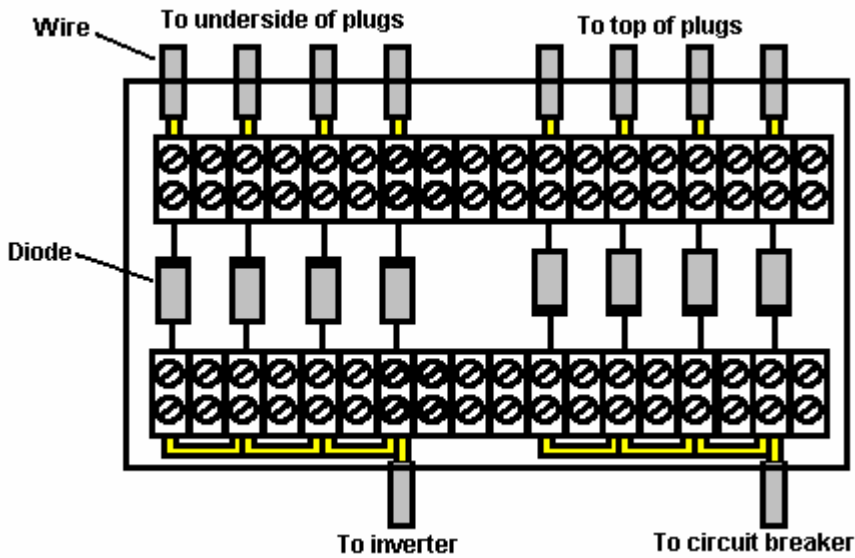 Wire
To underside of plugs
To top of plugs
Diode
To inverter
To circuit breaker